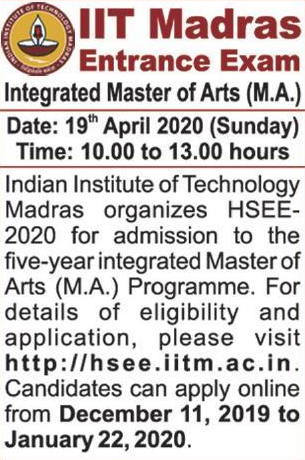 IIT Madras
Entrance Exam
Integrated Master of Arts (M.A.)
Date: 19th April 2020 (Sunday)
Time: 10.00 to 13.00 hours
Indian Institute of Technology
Madras organizes HSEE-
2020 for admission to the
five-year integrated Master of
Arts (M.A.) Programme. For
details of eligibility and
application, please visit
http://hsee.iitm.ac.in.
Candidates can apply online
from December 11, 2019 to
January 22, 2020.
INDIAN INSTITUTE OF TECHNOLOGY MADRAS